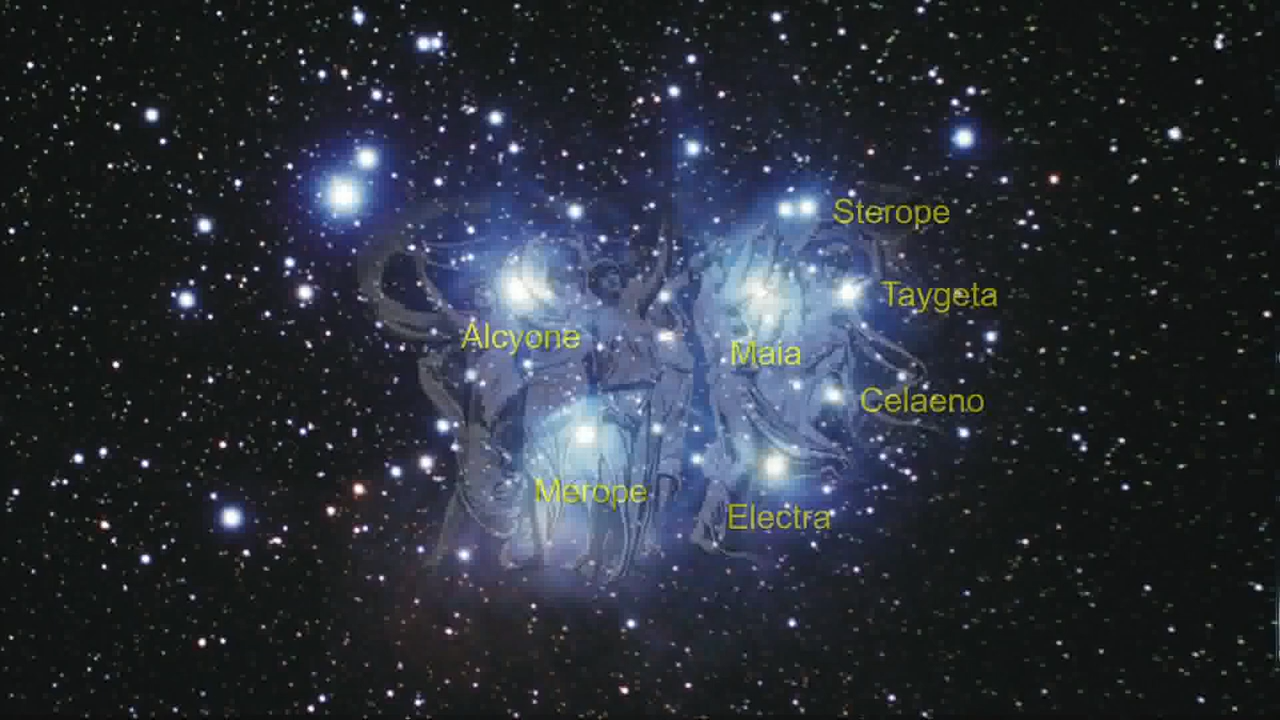 Sterope
Taygeta
Alcyone
Maia
Celaeno
Merope
Electra